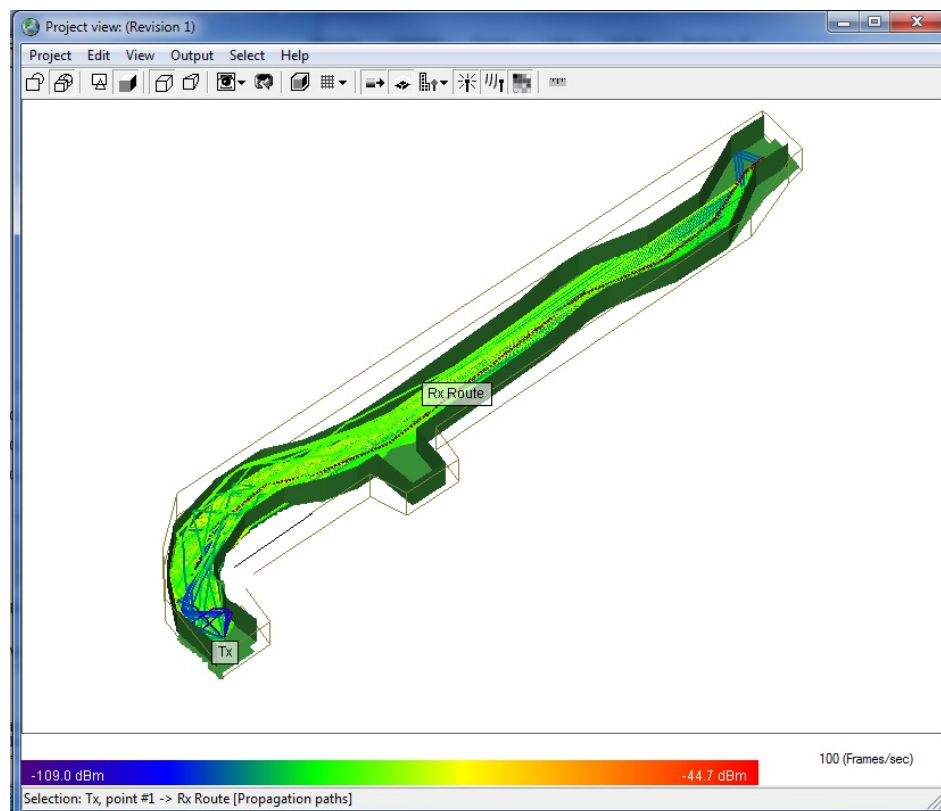 Project view: (Revision 1)
Project Edit View Output Select Help
Rx Route
Tx
100 (Frames/sec)
-109.0 dBm -44.7 dBm
Selection: Tx, point #1 -> Rx Route [Propagation paths]